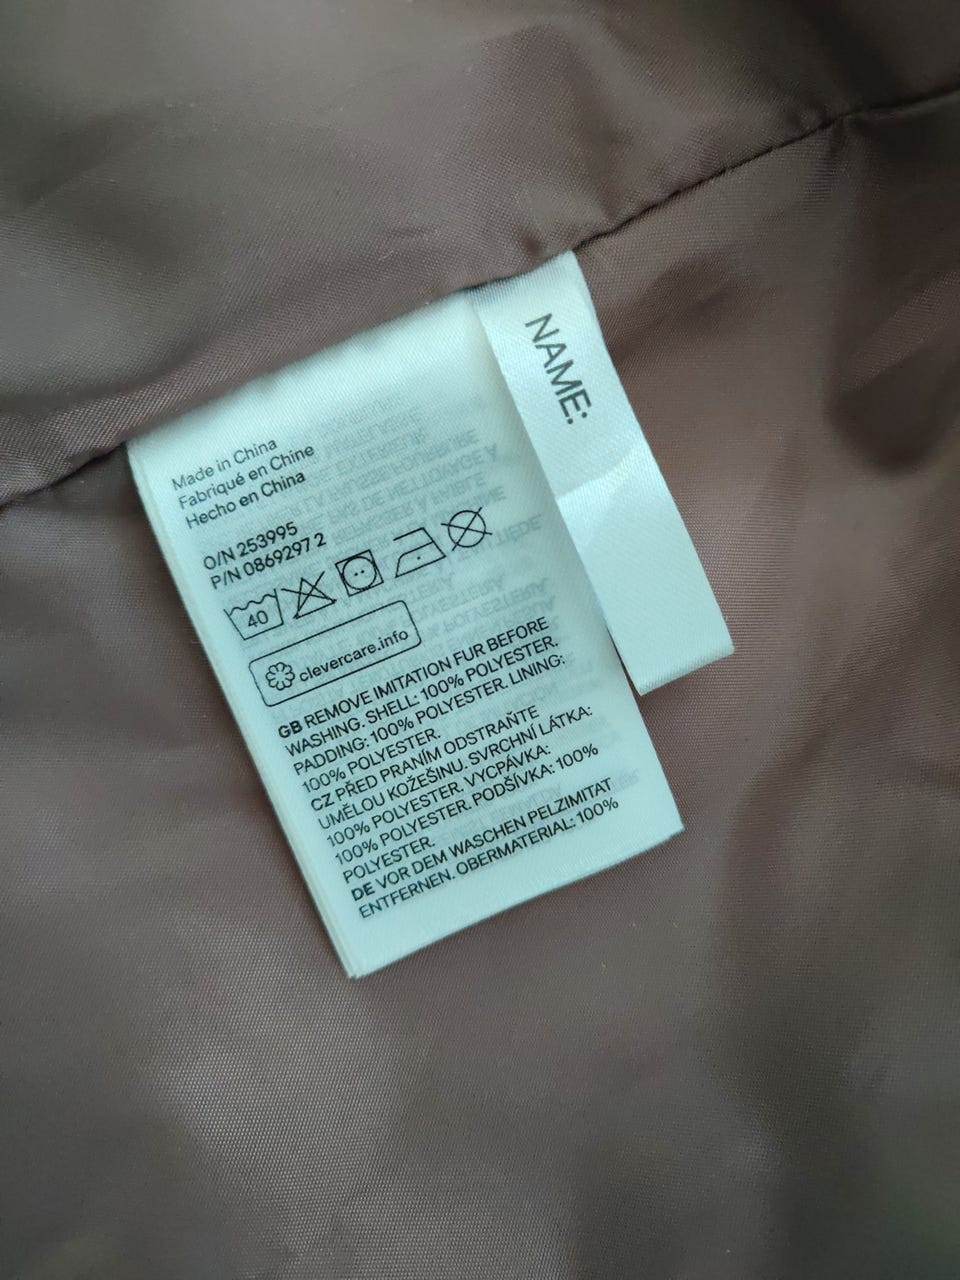 NAME:
Made in China
Fabriqué en Chine
Hecho en China
O/N 253995
P/N 0869297 2
40
clevercare.info
GB REMOVE IMITATION FUR BEFORE
WASHING. SHELL: 100% POLYESTER.
PADDING: 100% POLYESTER. LINING:
100% POLYESTER.
CZ PŘED PRANÍM ODSTRAŇTE
UMĚLOU KOŽEŠINU. SVRCHNÍ LÁTKA:
100% POLYESTER. VYCPÁVKA:
100% POLYESTER. PODŠÍVKA: 100%
POLYESTER.
DE VOR DEM WASCHEN PELZIMITAT
ENTFERNEN. OBERMATERIAL: 100%